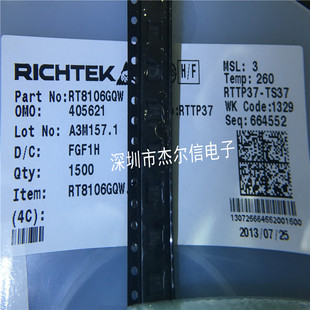 RICHTEK
H/F
MSL: 3
Temp: 260
Part No:RT8106GQW
:RTTP37
RTTP37-TS37
OMO: 405621
WK Code:1329
Lot No: A3M157.1
Seq:664552
D/C: FGF1H
深圳市杰尔信电子
Qty: 1500
Item: RT8106GQW
(4C):
130725664552001500
2013/07/25